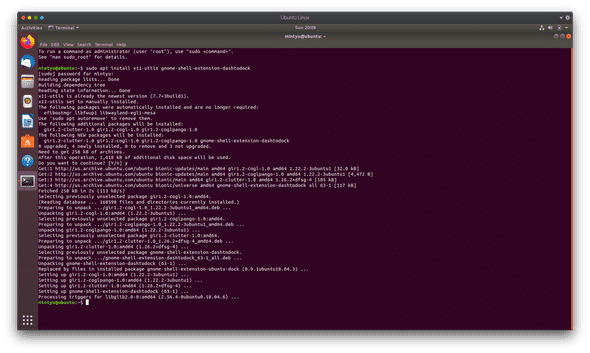 Ubuntu Linux
Activities Terminal Sun 20:09
mintyu@ubuntu: ~
File Edit View Search Terminal Help
To run a command as administrator (user "root"), use "sudo <command>".
See "man sudo_root" for details.
mintyu@ubuntu:~$ sudo apt install x11-utils gnome-shell-extension-dashtodock
[sudo] password for mintyu:
Reading package lists... Done
Building dependency tree
Reading state information... Done
x11-utils is already the newest version (7.7+3build1).
x11-utils set to manually installed.
The following packages were automatically installed and are no longer required:
efibootmgr libfwup1 libwayland-egl1-mesa
Use 'sudo apt autoremove' to remove them.
The following additional packages will be installed:
gir1.2-clutter-1.0 gir1.2-cogl-1.0 gir1.2-coglpango-1.0
The following NEW packages will be installed:
gir1.2-clutter-1.0 gir1.2-cogl-1.0 gir1.2-coglpango-1.0 gnome-shell-extension-dashtodock
0 upgraded, 4 newly installed, 0 to remove and 3 not upgraded.
Need to get 258 kB of archives.
After this operation, 1,418 kB of additional disk space will be used.
Do you want to continue? [Y/n] y
Get:1 http://us.archive.ubuntu.com/ubuntu bionic-updates/main amd64 gir1.2-cogl-1.0 amd64 1.22.2-3ubuntu1 [32.0 kB]
Get:2 http://us.archive.ubuntu.com/ubuntu bionic-updates/main amd64 gir1.2-coglpango-1.0 amd64 1.22.2-3ubuntu1 [4,472 B]
Get:3 http://us.archive.ubuntu.com/ubuntu bionic/main amd64 gir1.2-clutter-1.0 amd64 1.26.2+dfsg-4 [105 kB]
Get:4 http://us.archive.ubuntu.com/ubuntu bionic/universe amd64 gnome-shell-extension-dashtodock all 63-1 [117 kB]
Fetched 258 kB in 2s (113 kB/s)
Selecting previously unselected package gir1.2-cogl-1.0:amd64.
(Reading database ... 168598 files and directories currently installed.)
Preparing to unpack .../gir1.2-cogl-1.0_1.22.2-3ubuntu1_amd64.deb ...
Unpacking gir1.2-cogl-1.0:amd64 (1.22.2-3ubuntu1) ...
Selecting previously unselected package gir1.2-coglpango-1.0:amd64.
Preparing to unpack .../gir1.2-coglpango-1.0_1.22.2-3ubuntu1_amd64.deb ...
Unpacking gir1.2-coglpango-1.0:amd64 (1.22.2-3ubuntu1) ...
Selecting previously unselected package gir1.2-clutter-1.0:amd64.
Preparing to unpack .../gir1.2-clutter-1.0_1.26.2+dfsg-4_amd64.deb ...
Unpacking gir1.2-clutter-1.0:amd64 (1.26.2+dfsg-4) ...
Selecting previously unselected package gnome-shell-extension-dashtodock.
Preparing to unpack .../gnome-shell-extension-dashtodock_63-1_all.deb ...
Unpacking gnome-shell-extension-dashtodock (63-1) ...
Replaced by files in installed package gnome-shell-extension-ubuntu-dock (0.9.1ubuntu18.04.3) ...
Setting up gir1.2-cogl-1.0:amd64 (1.22.2-3ubuntu1) ...
Setting up gir1.2-coglpango-1.0:amd64 (1.22.2-3ubuntu1) ...
Setting up gir1.2-clutter-1.0:amd64 (1.26.2+dfsg-4) ...
Setting up gnome-shell-extension-dashtodock (63-1) ...
Processing triggers for libglib2.0-0:amd64 (2.56.4-0ubuntu0.18.04.6) ...
mintyu@ubuntu:~$